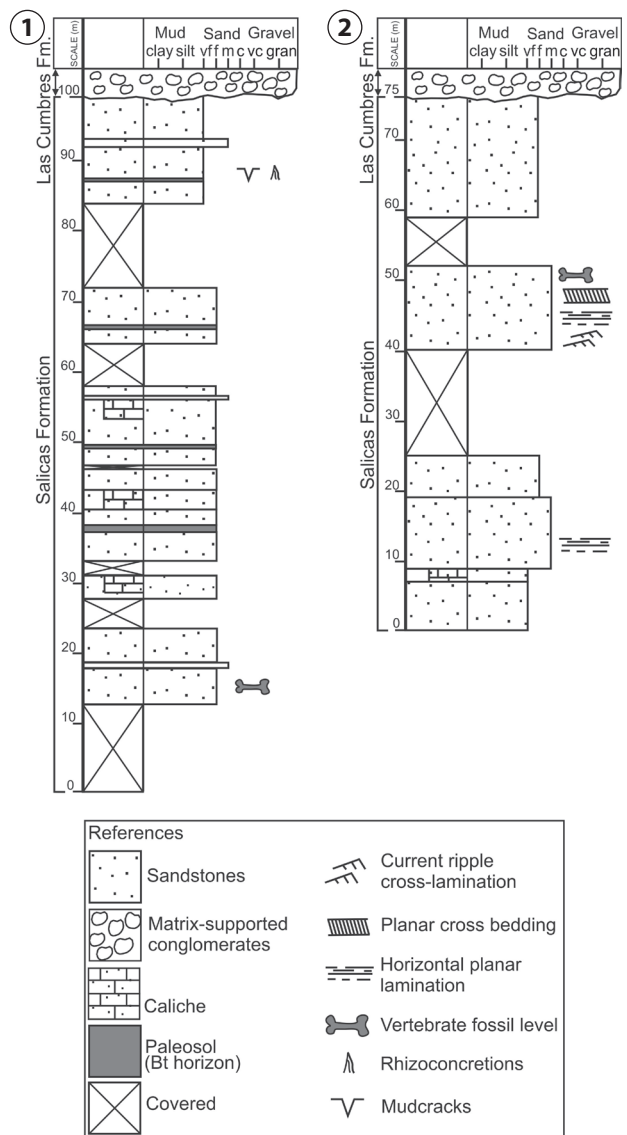 1
SCALE (m)
Mud
Sand
Gravel
clay silt
vf f m c vc gran
Las Cumbres Fm.
Salicas Formation
100
90
80
70
60
50
40
30
20
10
0
2
SCALE (m)
Mud
Sand
Gravel
clay silt
vf f m c vc gran
Las Cumbres Fm.
Salicas Formation
75
70
60
50
40
30
20
10
0
References
Sandstones
Matrix-supported
conglomerates
Caliche
Paleosol
(Bt horizon)
Covered
Current ripple
cross-lamination
Planar cross bedding
Horizontal planar
lamination
Vertebrate fossil level
Rhizoconcretions
Mudcracks